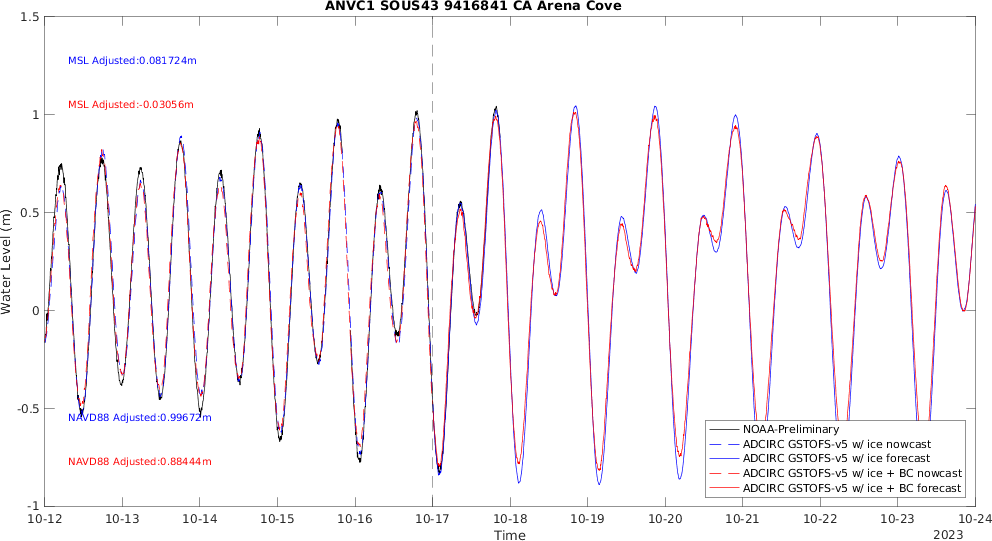 ANVC1 SOUS43 9416841 CA Arena Cove
1.5
MSL Adjusted:0.081724m
MSL Adjusted:-0.03056m
1
0.5
Water Level (m)
0
-0.5
NAVD88 Adjusted:0.99672m
NAVD88 Adjusted:0.88444m
-1
NOAA-Preliminary
ADCIRC GSTOFS-v5 w/ ice nowcast
ADCIRC GSTOFS-v5 w/ ice forecast
ADCIRC GSTOFS-v5 w/ ice + BC nowcast
ADCIRC GSTOFS-v5 w/ ice + BC forecast
10-12 10-13 10-14 10-15 10-16 10-17 10-18 10-19 10-20 10-21 10-22 10-23 10-24
Time
2023